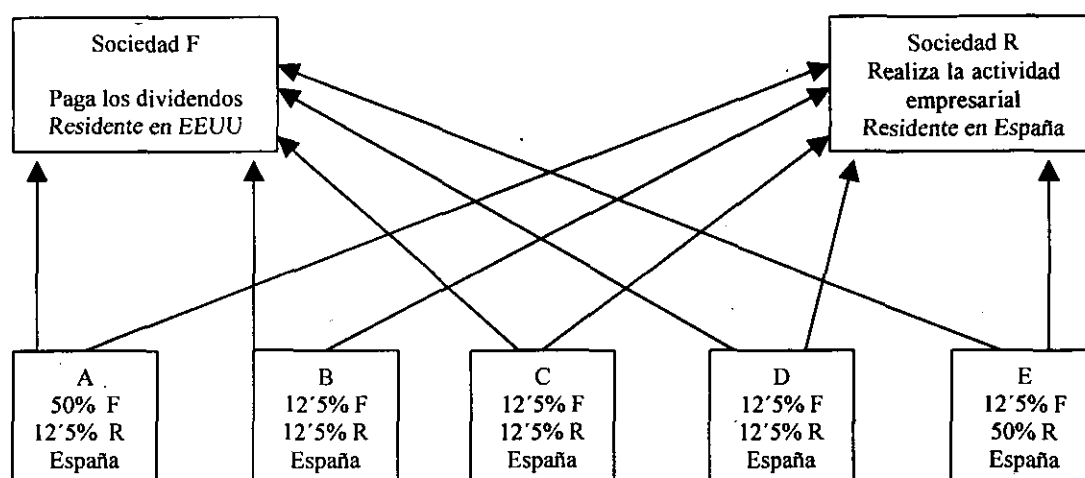 Sociedad F
Paga los dividendos
Residente en EEUU
Sociedad R
Realiza la actividad
empresarial
Residente en España
A
50% F
12´5% R
España
B
12´5% F
12´5% R
España
C
12´5% F
12´5% R
España
D
12´5% F
12´5% R
España
E
12´5% F
50% R
España